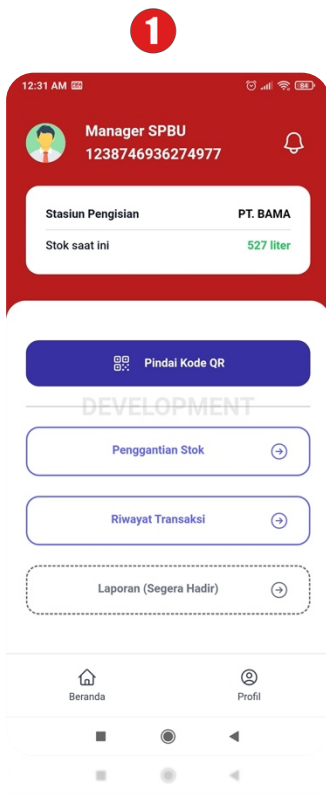 1
12:31 AM
84
Manager SPBU
1238746936274977
Stasiun Pengisian PT. BAMA
Stok saat ini 527 liter
Pindai Kode QR
DEVELOPMENT
Penggantian Stok
Riwayat Transaksi
Laporan (Segera Hadir)
Beranda Profil